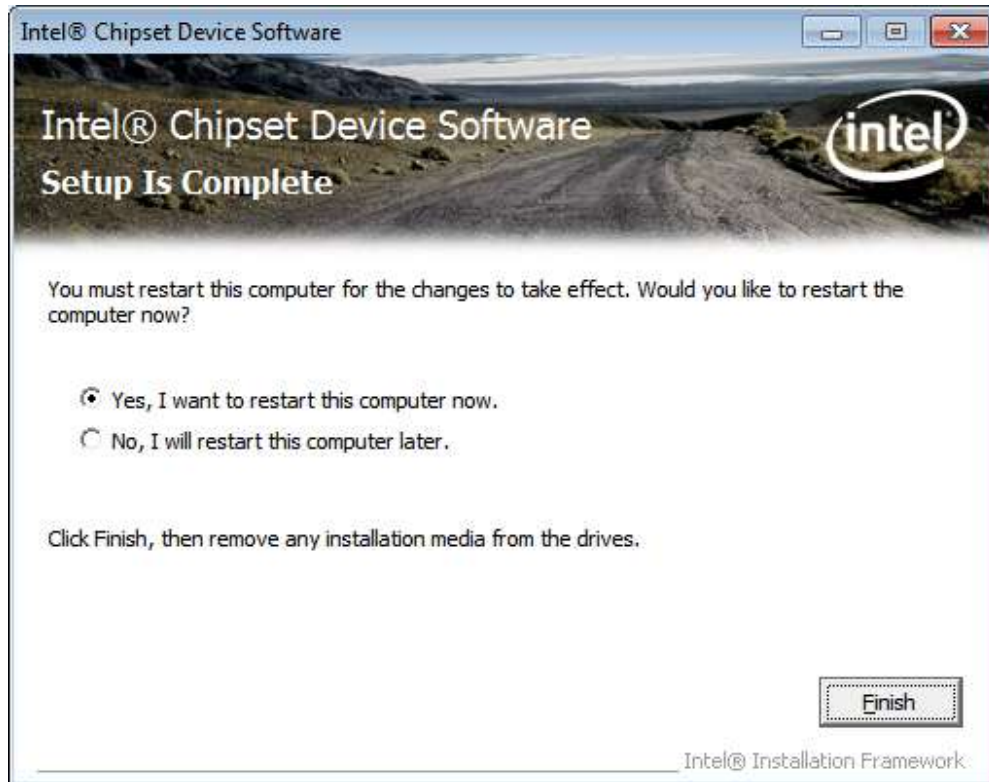 Intel® Chipset Device Software
Intel® Chipset Device Software
intel
Setup Is Complete
You must restart this computer for the changes to take effect. Would you like to restart the
computer now?
Yes, I want to restart this computer now.
No, I will restart this computer later.
Click Finish, then remove any installation media from the drives.
Finish
Intel® Installation Framework